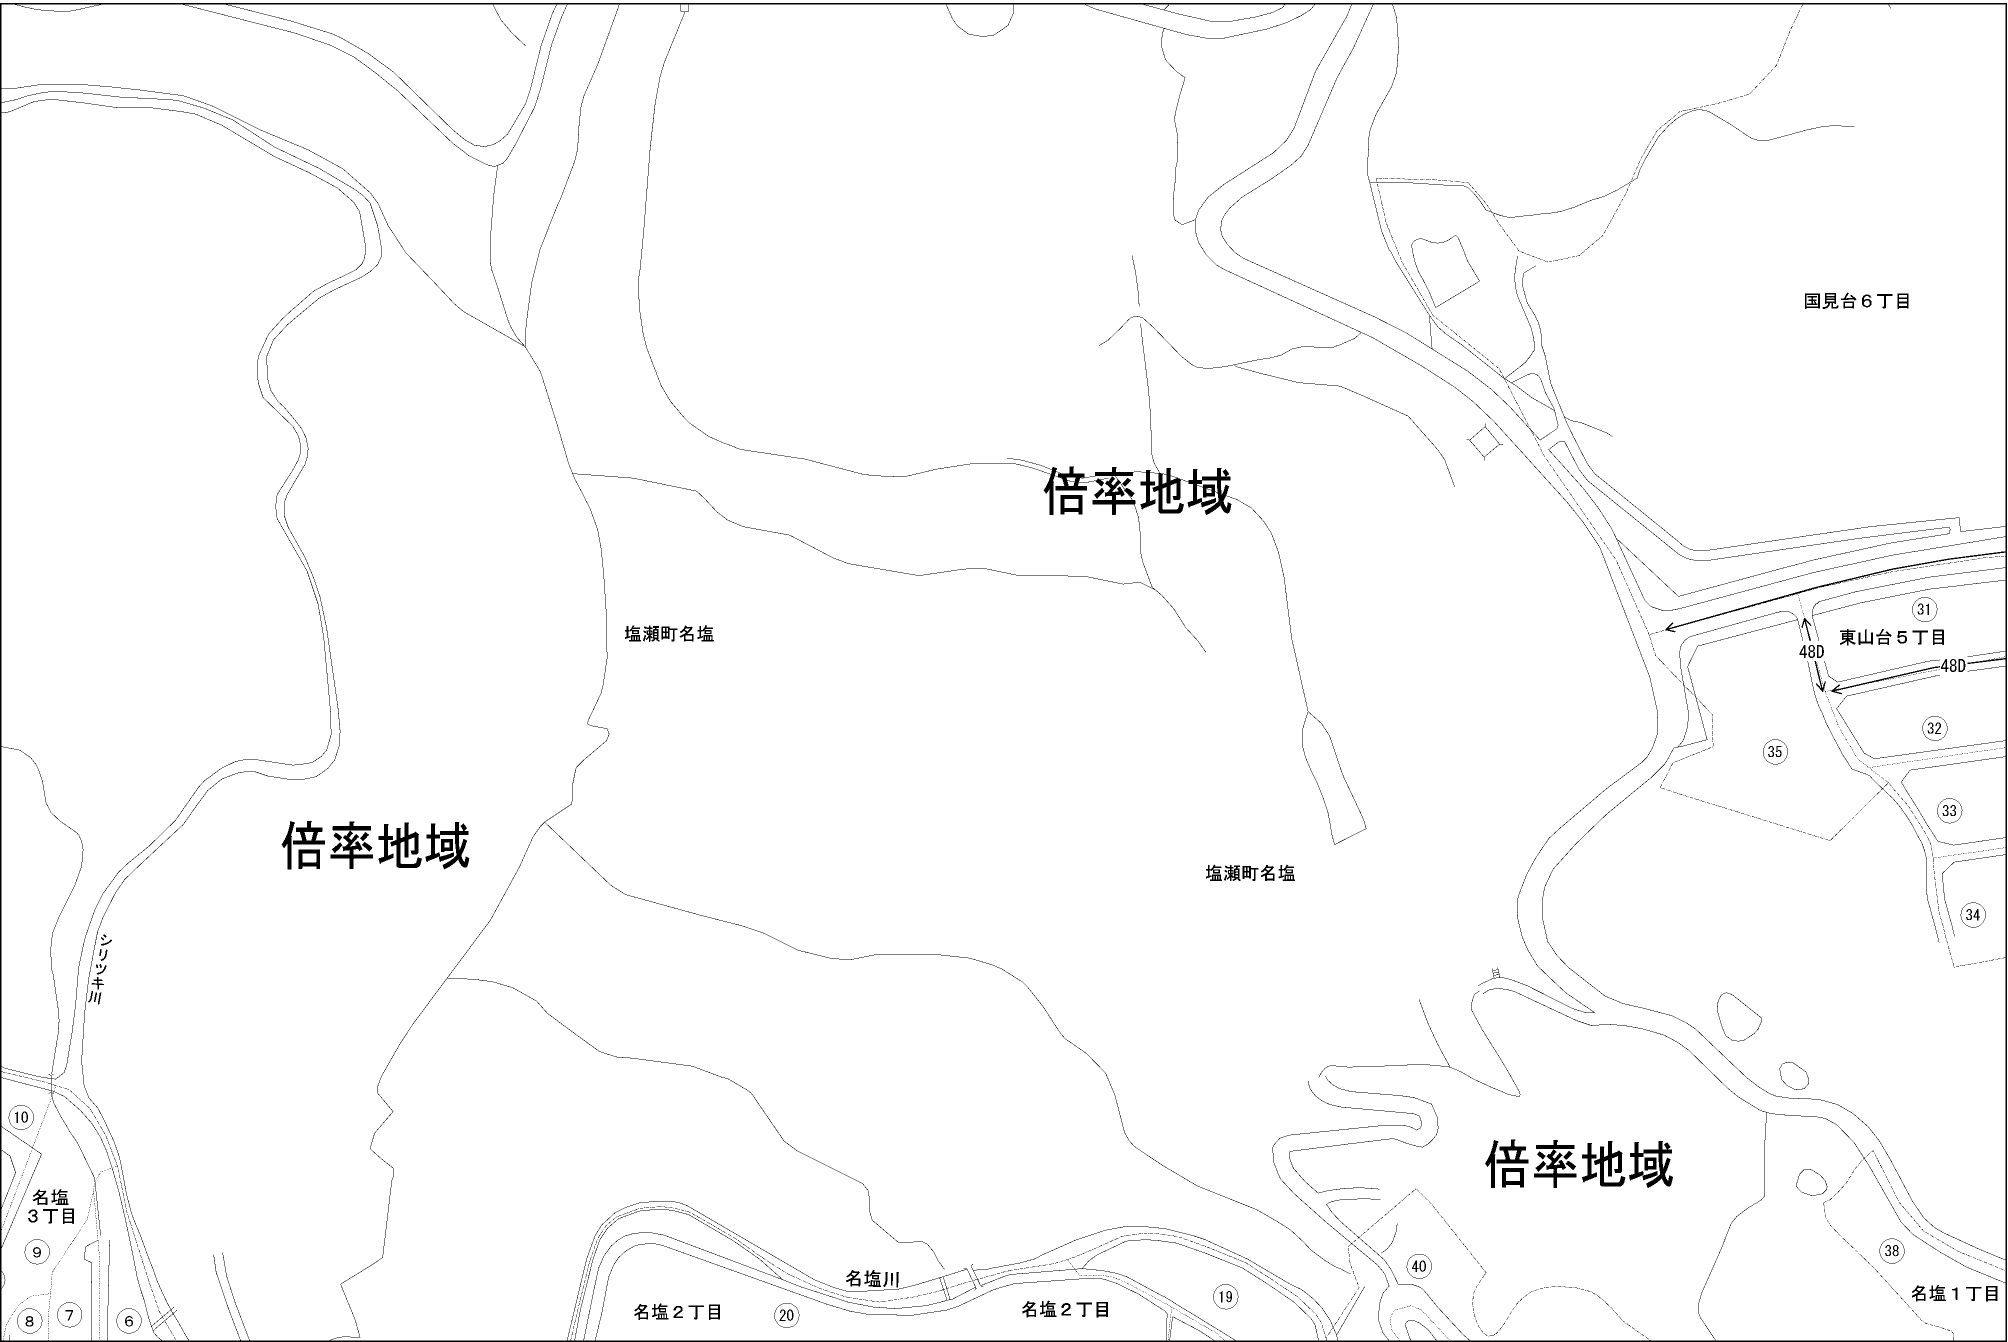 国見台６丁目
倍率地域
31
東山台５丁目
48D
48D
塩瀬町名塩
32
35
33
倍率地域
塩瀬町名塩
34
シリツキ川
10
倍率地域
名塩
３丁目
9
38
40
名塩川
名塩１丁目
19
名塩２丁目
名塩２丁目
20
8
7
6